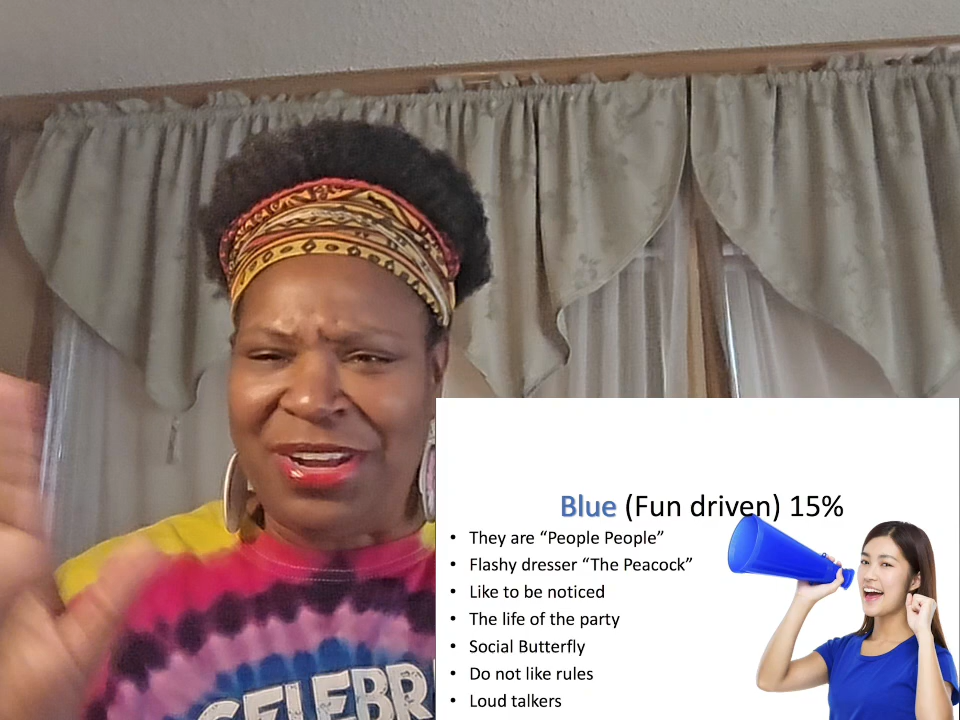 CELEBR
Blue (Fun driven) 15%
• They are “People People”
• Flashy dresser “The Peacock”
• Like to be noticed
• The life of the party
• Social Butterfly
• Do not like rules
• Loud talkers